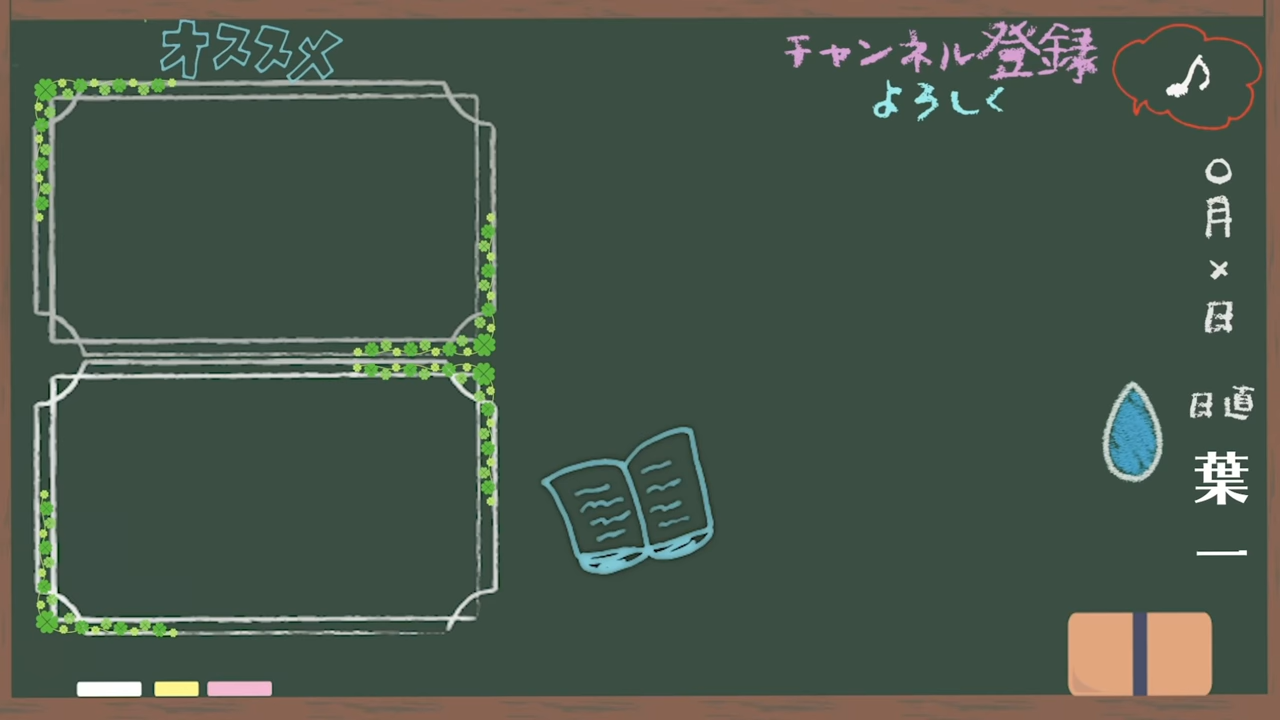 オススメ
チャンネル登録
よろしく
○月×日
日直
葉一